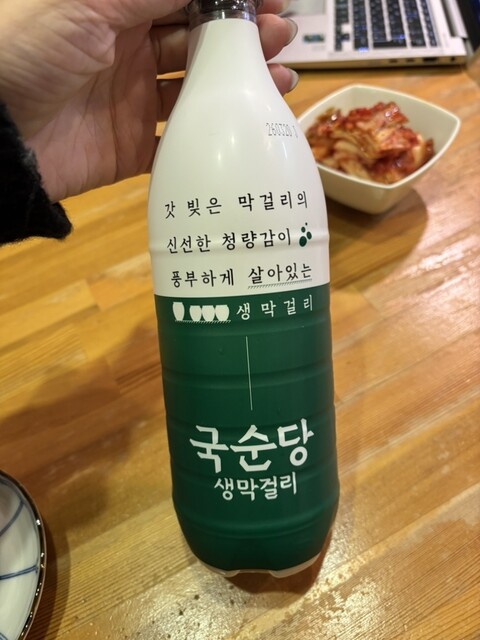 갓 빚은 막걸리의
신선한 청량감이
풍부하게 살아있는
생막걸리
국순당
생막걸리